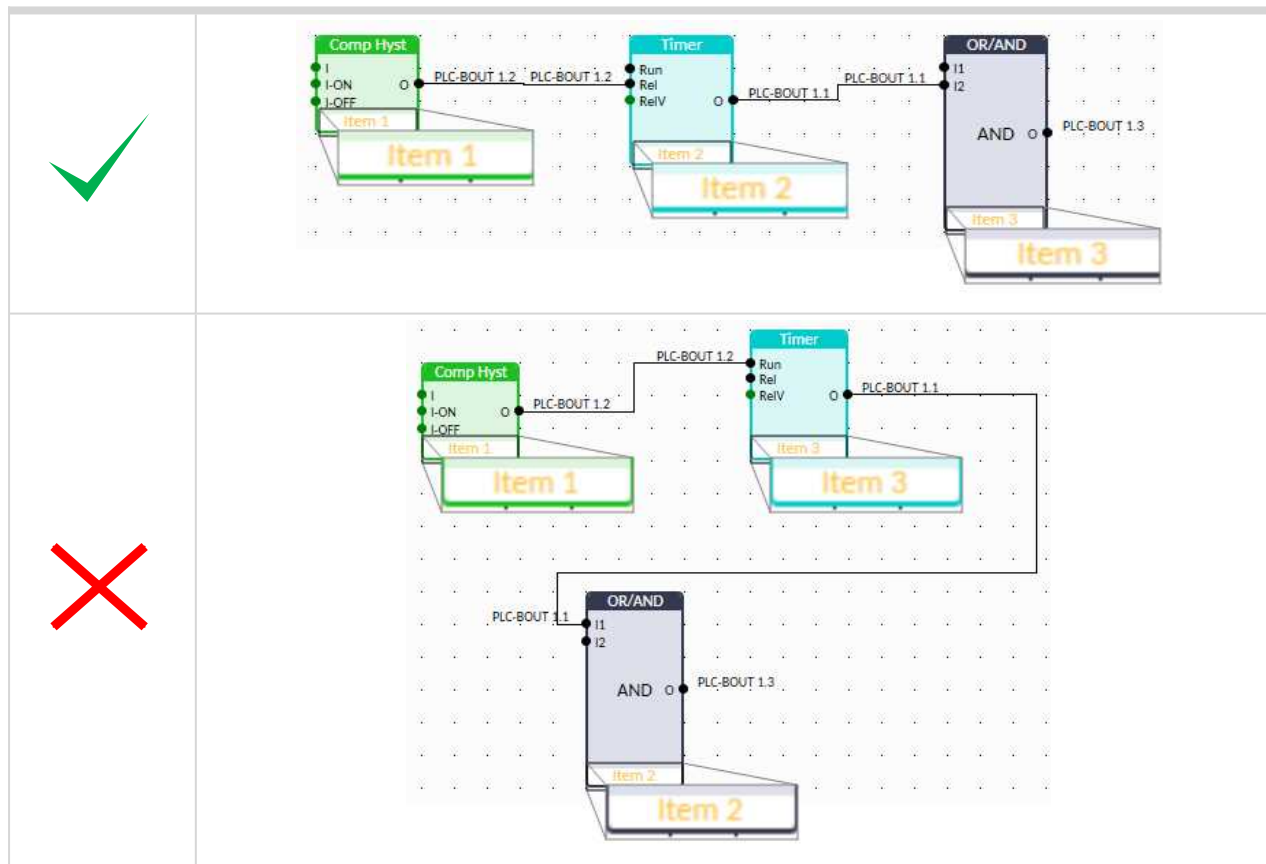 Comp Hyst
I
I-ON
I-OFF
O
PLC-BOUT 1.2
PLC-BOUT 1.2
Item 1
Item 1
Timer
Run
Rel
RelV
O
PLC-BOUT 1.1
PLC-BOUT 1.1
Item 2
Item 2
OR/AND
I1
I2
AND O
PLC-BOUT 1.3
Item 3
Item 3
Comp Hyst
I
I-ON
I-OFF
O
PLC-BOUT 1.2
PLC-BOUT 1.2
Item 1
Item 1
Timer
Run
Rel
RelV
O
PLC-BOUT 1.1
Item 3
Item 3
OR/AND
PLC-BOUT 1.1
I1
I2
AND O
PLC-BOUT 1.3
Item 2
Item 2